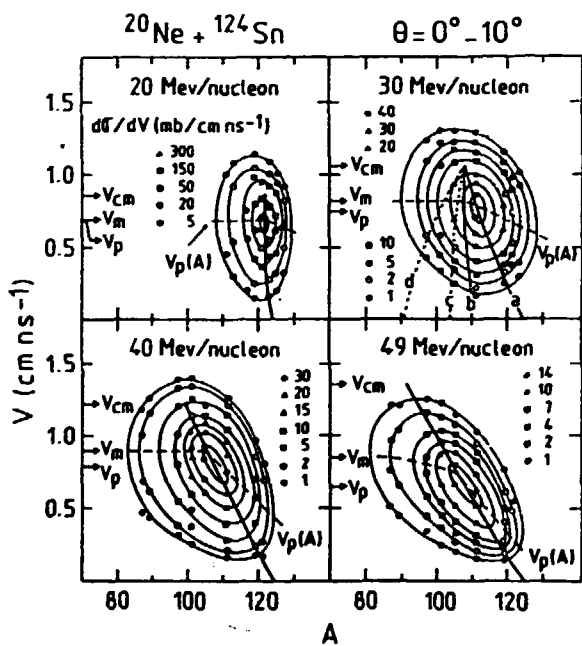 ²⁰Ne + ¹²⁴Sn
θ = 0° - 10°
20 Mev/nucleon
30 Mev/nucleon
dσ/dV (mb/cm ns⁻¹)
300
150
50
20
5
40
30
20
10
5
2
1
1.5
1.0
0.5
Vcm
Vm
Vp
Vp(A)
Vcm
Vm
Vp
Vp(A)
d
c
b
a
V (cm ns⁻¹)
40 Mev/nucleon
49 Mev/nucleon
30
20
15
10
5
2
1
14
10
7
4
2
1
1.5
1.0
0.5
Vcm
Vm
Vp
Vp(A)
Vcm
Vm
Vp
Vp(A)
80
100
120
80
100
120
A